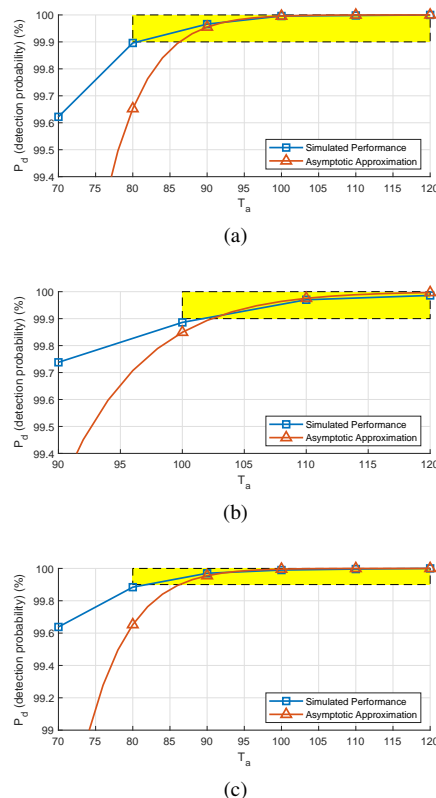 100
99.9
99.8
99.7
99.6
99.5
99.4
P_d (detection probability) (%)
Simulated Performance
Asymptotic Approximation
70 75 80 85 90 95 100 105 110 115 120
T_a
(a)
100
99.9
99.8
99.7
99.6
99.5
99.4
P_d (detection probability) (%)
Simulated Performance
Asymptotic Approximation
90 95 100 105 110 115 120
T_a
(b)
100
99.8
99.6
99.4
99.2
99
P_d (detection probability) (%)
Simulated Performance
Asymptotic Approximation
70 75 80 85 90 95 100 105 110 115 120
T_a
(c)